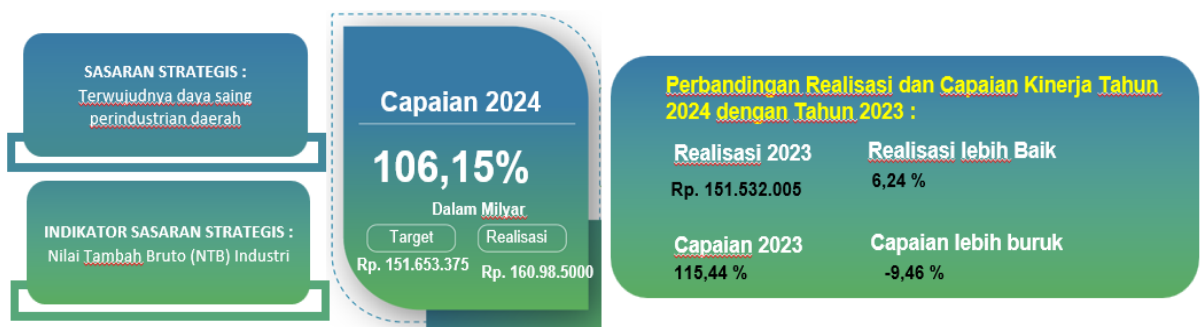 SASARAN STRATEGIS :
Terwujudnya daya saing
perindustrian daerah
INDIKATOR SASARAN STRATEGIS :
Nilai Tambah Bruto (NTB) Industri
Capaian 2024
106,15%
Dalam Milyar
Target
Realisasi
Rp. 151.653.375
Rp. 160.98.5000
Perbandingan Realisasi dan Capaian Kinerja Tahun
2024 dengan Tahun 2023 :
Realisasi 2023
Realisasi lebih Baik
Rp. 151.532.005
6,24 %
Capaian 2023
Capaian lebih buruk
115,44 %
-9,46 %